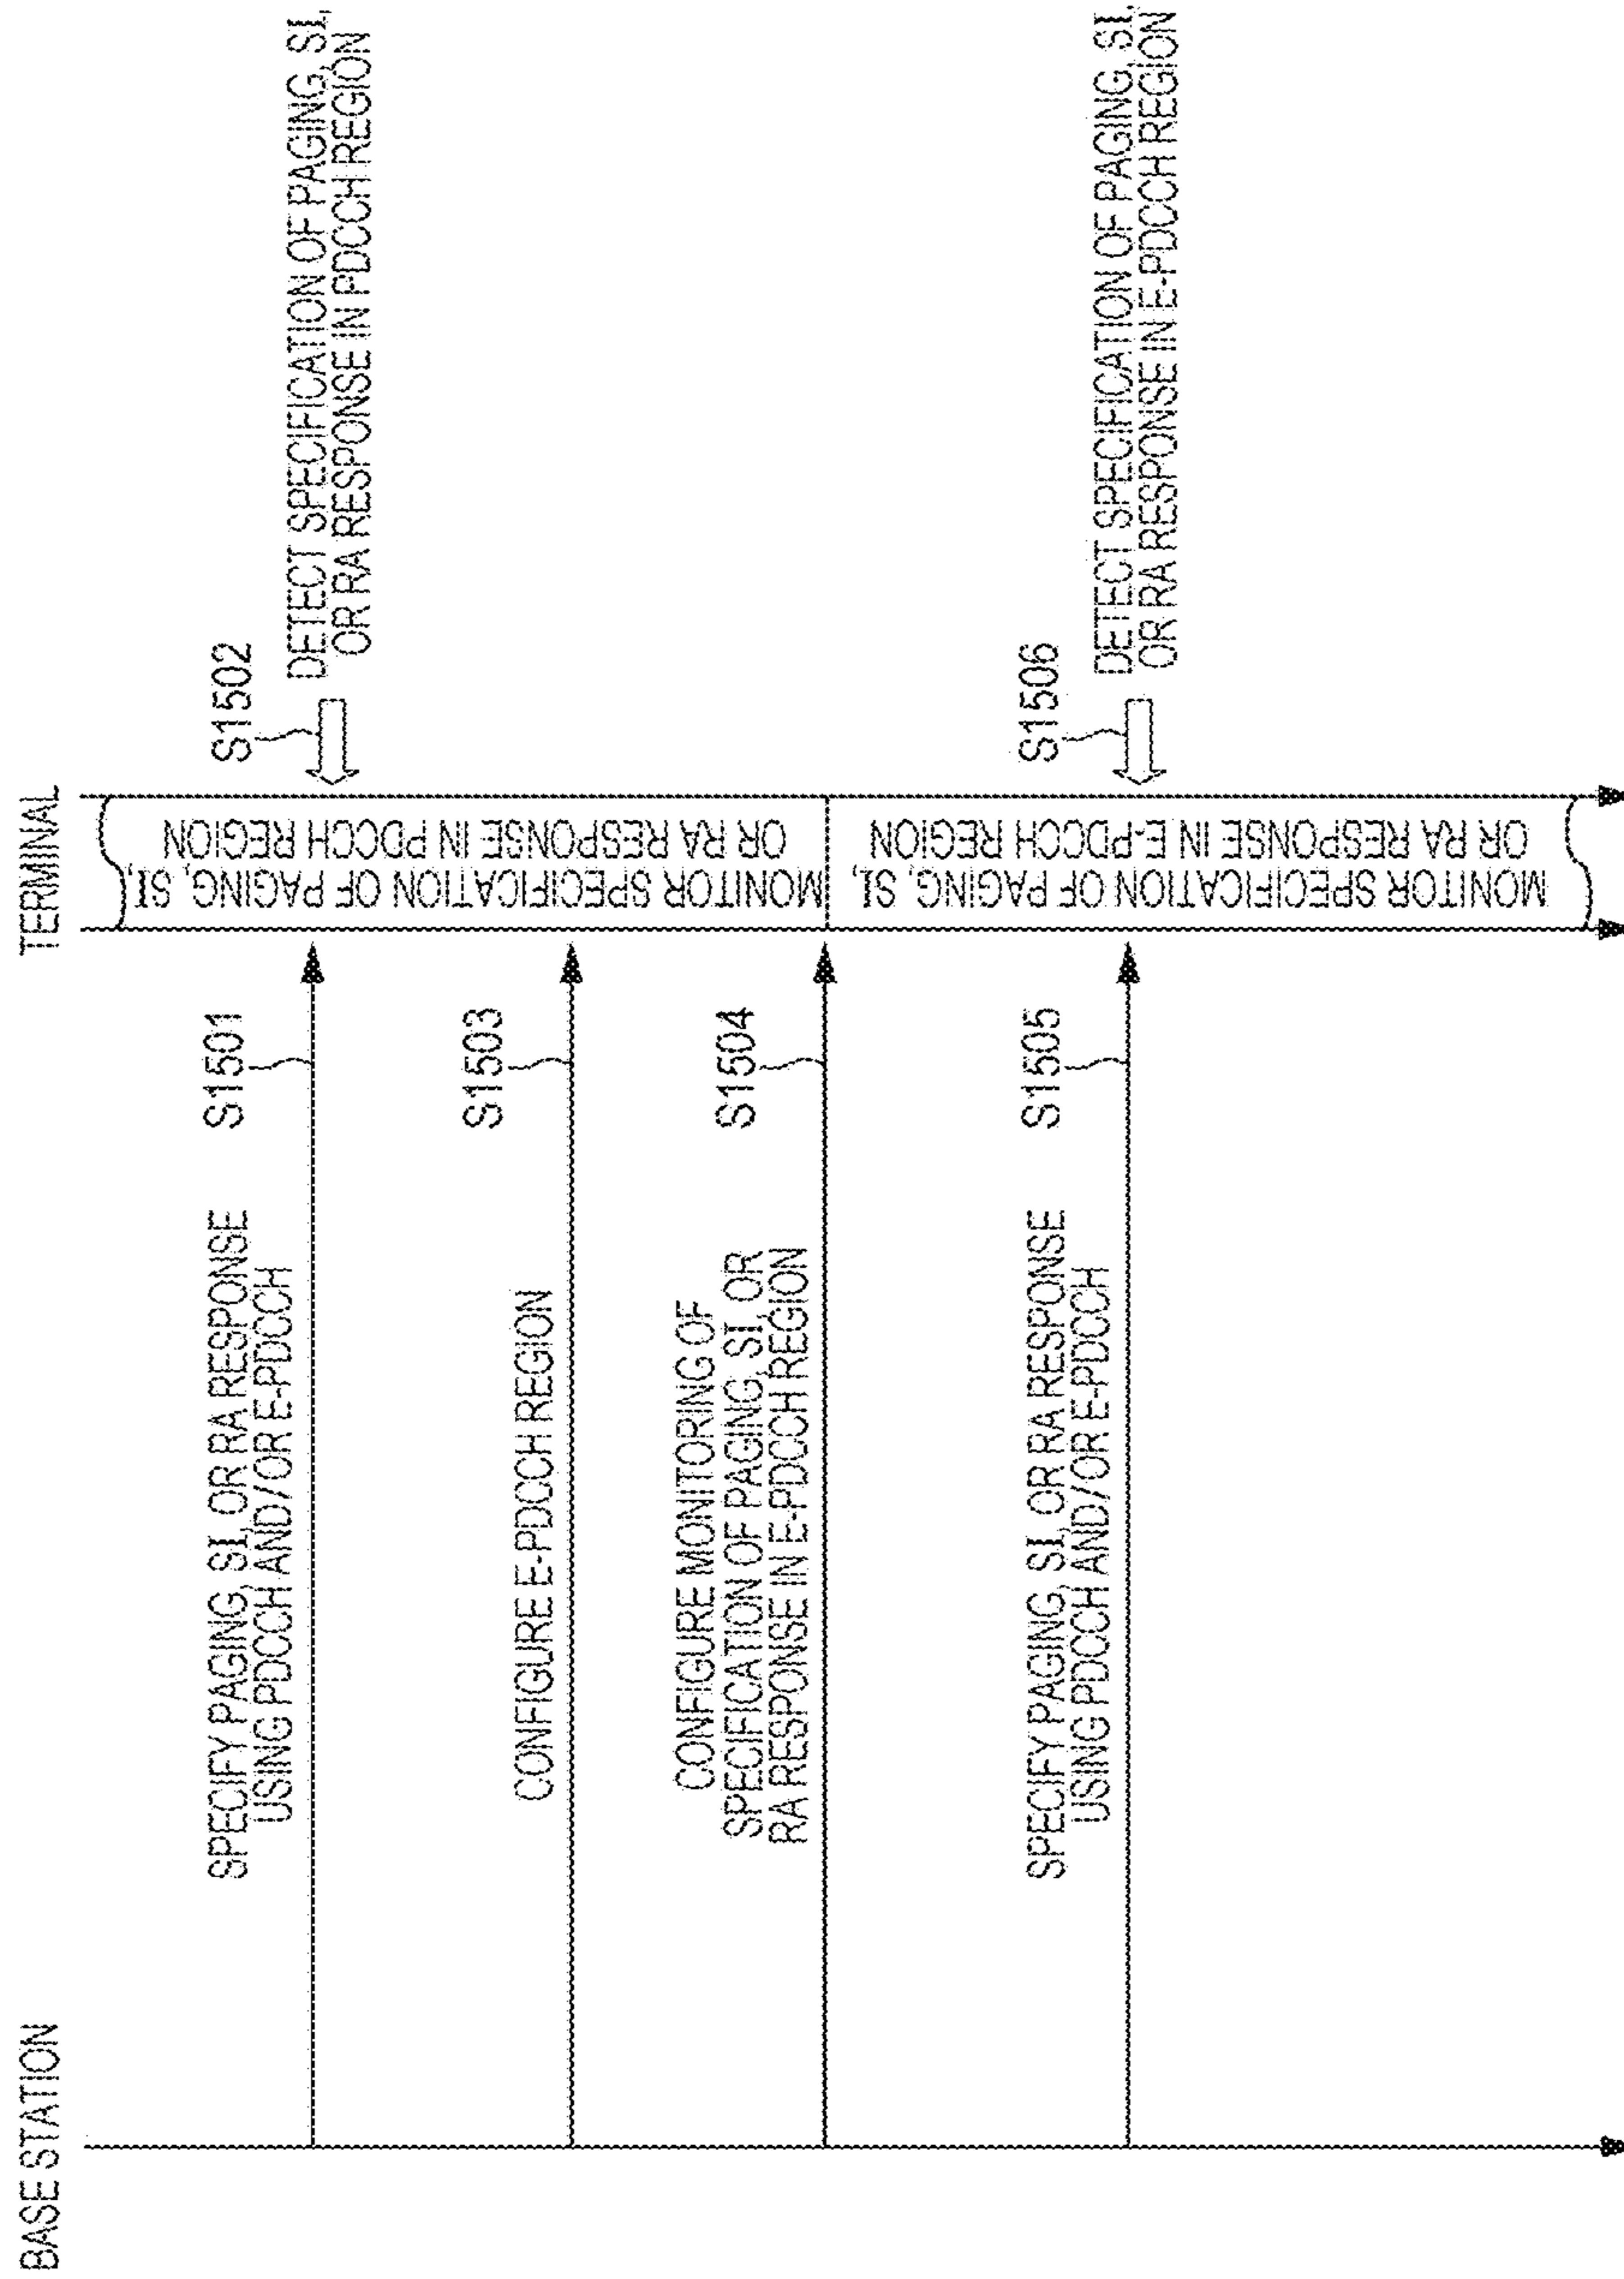 BASE STATION
TERMINAL
SPECIFY PAGING, SI, OR RA RESPONSE
USING PDCCH AND/OR E-PDCCH
S1501
S1502
DETECT SPECIFICATION OF PAGING, SI,
OR RA RESPONSE IN PDCCH REGION
MONITOR SPECIFICATION OF PAGING, SI,
OR RA RESPONSE IN PDCCH REGION
CONFIGURE E-PDCCH REGION
S1503
CONFIGURE MONITORING OF
SPECIFICATION OF PAGING, SI, OR
RA RESPONSE IN E-PDCCH REGION
S1504
MONITOR SPECIFICATION OF PAGING, SI,
OR RA RESPONSE IN E-PDCCH REGION
SPECIFY PAGING, SI, OR RA RESPONSE
USING PDCCH AND/OR E-PDCCH
S1505
S1506
DETECT SPECIFICATION OF PAGING, SI,
OR RA RESPONSE IN E-PDCCH REGION